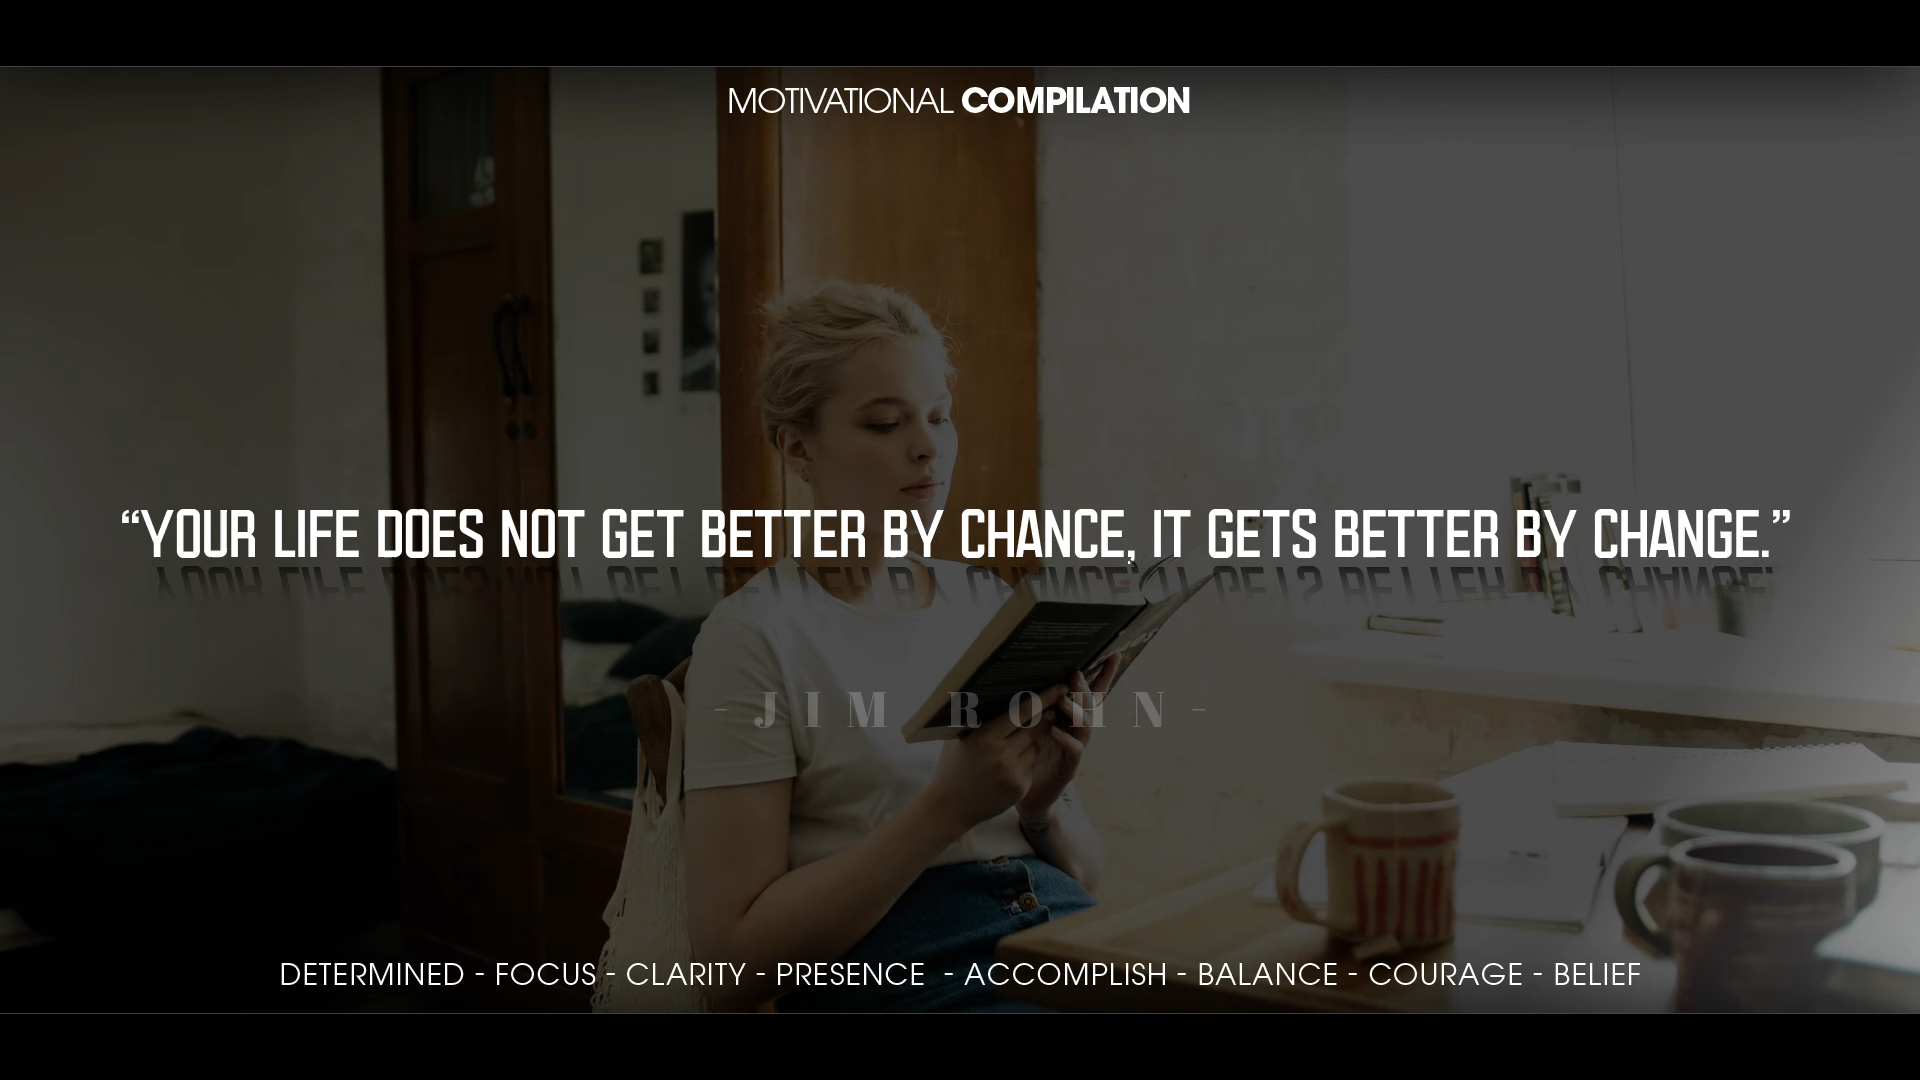 MOTIVATIONAL COMPILATION
“YOUR LIFE DOES NOT GET BETTER BY CHANCE, IT GETS BETTER BY CHANGE.”
- JIM ROHN -
DETERMINED - FOCUS - CLARITY - PRESENCE - ACCOMPLISH - BALANCE - COURAGE - BELIEF